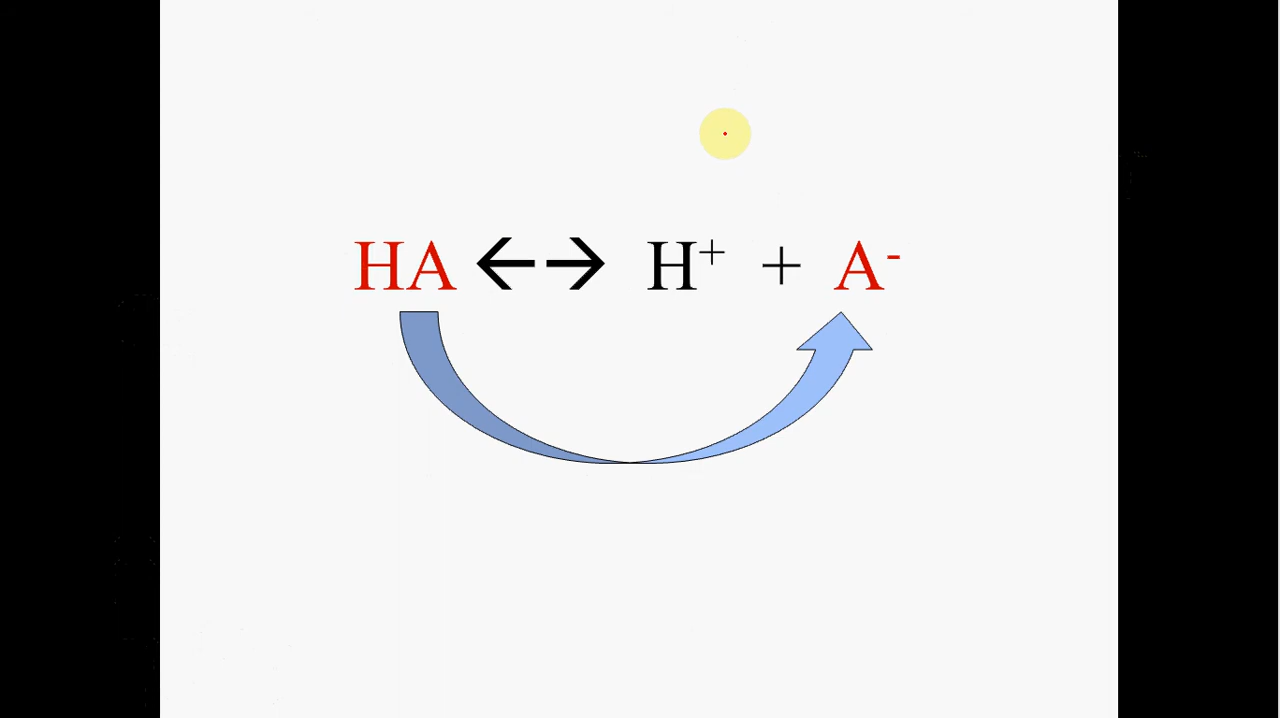 HA ←→ H⁺ + A⁻